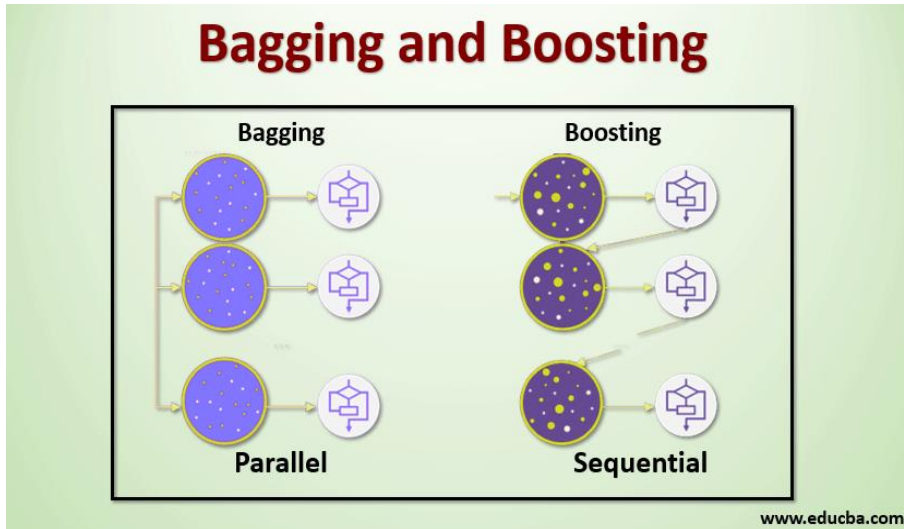 Bagging and Boosting
Bagging
Boosting
Parallel
Sequential
www.educba.com